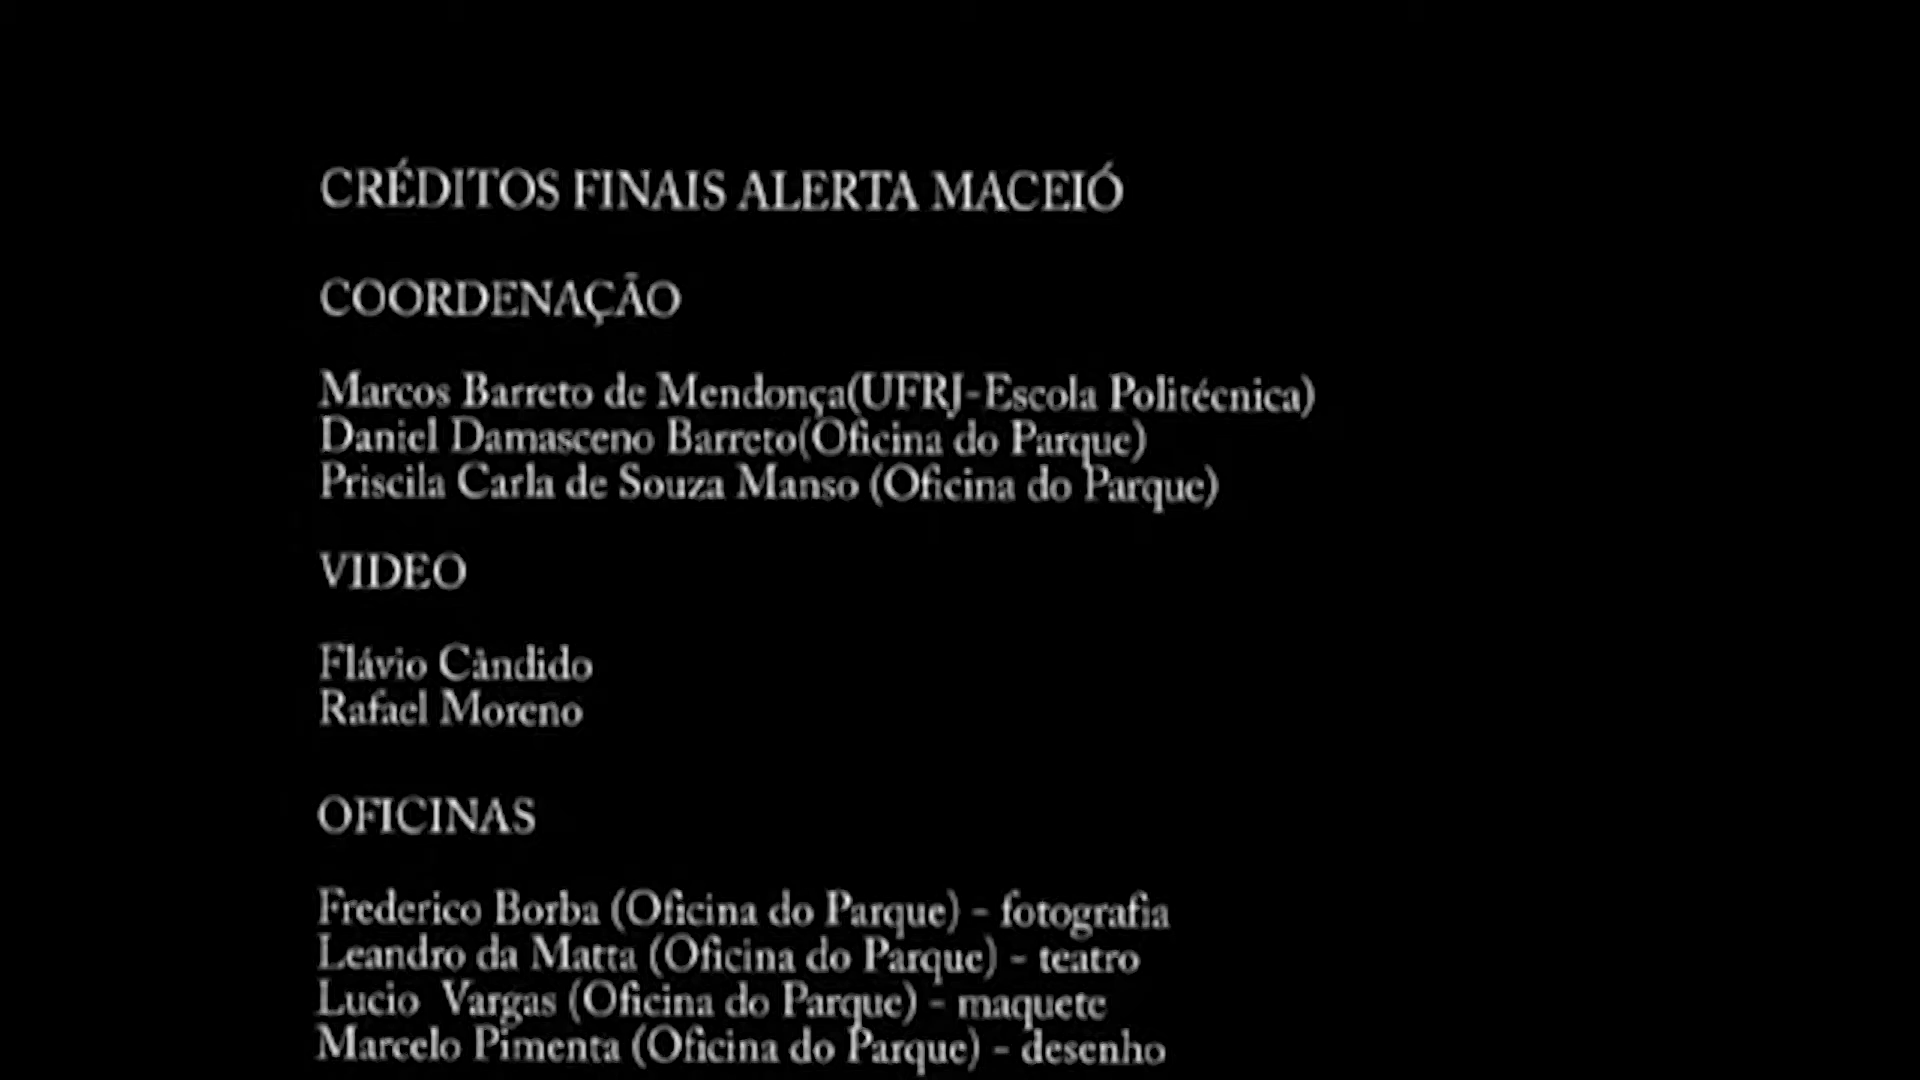 CRÉDITOS FINAIS ALERTA MACEIÓ
COORDENAÇÃO
Marcos Barreto de Mendonça(UFRJ-Escola Politécnica)
Daniel Damasceno Barreto(Oficina do Parque)
Priscila Carla de Souza Manso (Oficina do Parque)
VIDEO
Flávio Cândido
Rafael Moreno
OFICINAS
Frederico Borba (Oficina do Parque) - fotografia
Leandro da Matta (Oficina do Parque) - teatro
Lucio Vargas (Oficina do Parque) - maquete
Marcelo Pimenta (Oficina do Parque) - desenho